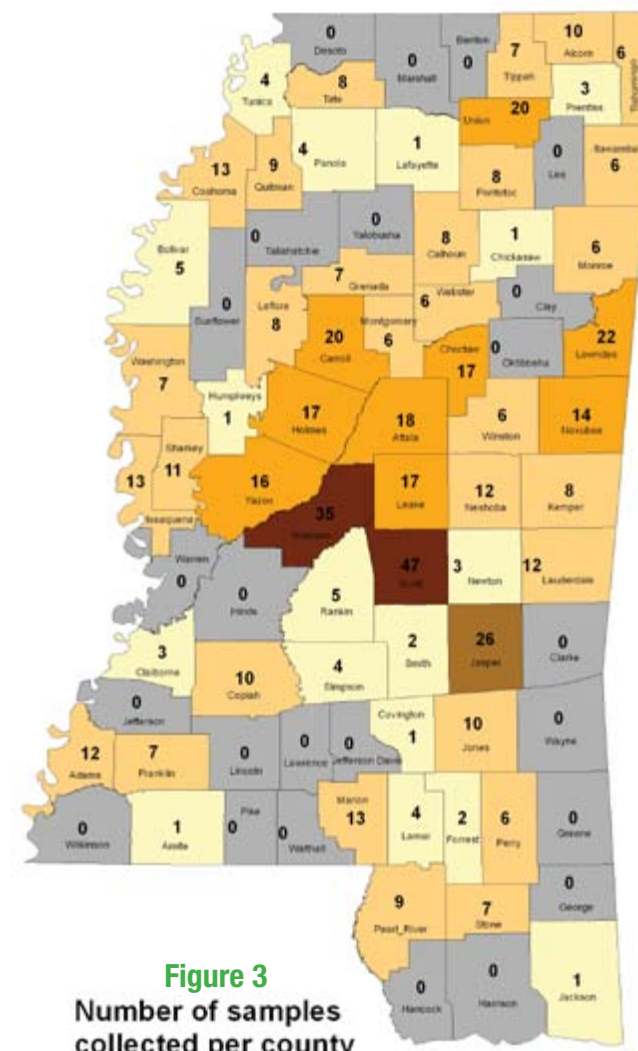 0
Desoto
0
Marshall
Benton
0
7
Tippah
10
Alcorn
6
4
Tunica
8
Tate
3
Prentiss
Union 20
4
Panola
1
Lafayette
0
Lee
Itawamba
6
13
Coahoma
9
Quitman
8
Pontotoc
0
Tallahatchie
0
Yalobusha
8
Calhoun
1
Chickasaw
6
Monroe
Bolivar
5
0
Sunflower
7
Grenada
Leflore
8
Webster
6
0
Clay
20
Carroll
Montgomery
6
Choctaw
17
0
Oktibbeha
22
Lowndes
Washington
7
Humphreys
1
17
Holmes
18
Attala
6
Winston
14
Noxubee
13
Sharkey
11
Issaquena
16
Yazoo
35
17
Leake
12
Neshoba
8
Kemper
Warren
0
0
Hinds
5
Rankin
47
Scott
3
Newton
12
Lauderdale
3
Claiborne
10
Copiah
4
Simpson
2
Smith
26
Jasper
0
Clarke
0
Jefferson
12
Adams
7
Franklin
0
Lincoln
0
Lawrence
0
Jefferson Davis
Covington
1
10
Jones
0
Wayne
0
Wilkinson
1
Amite
Pike
0
0
Walthall
Marion
13
4
Lamar
2
Forrest
6
Perry
0
Greene
9
Pearl_River
7
Stone
0
George
0
Hancock
0
Harrison
1
Jackson
Figure 3
Number of samples
collected per county